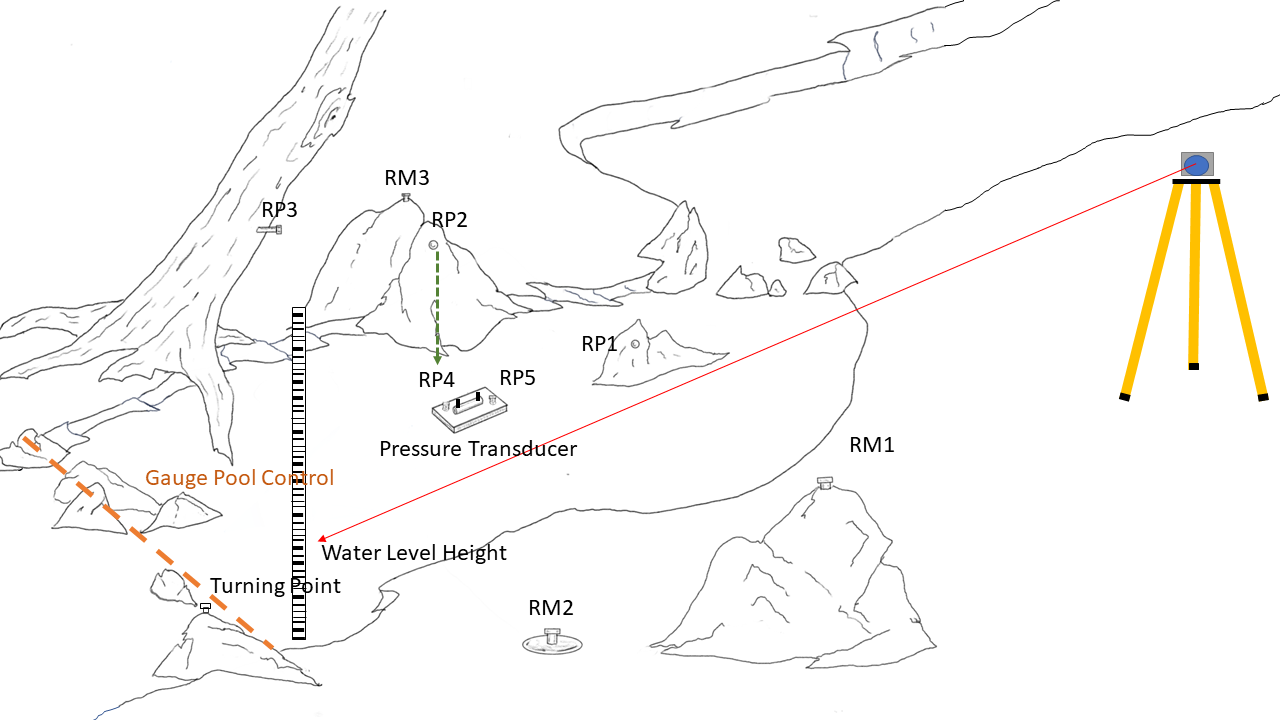 RM3
RP3
RP2
RP1
RP4
RP5
Pressure Transducer
RM1
Gauge Pool Control
Water Level Height
Turning Point
RM2